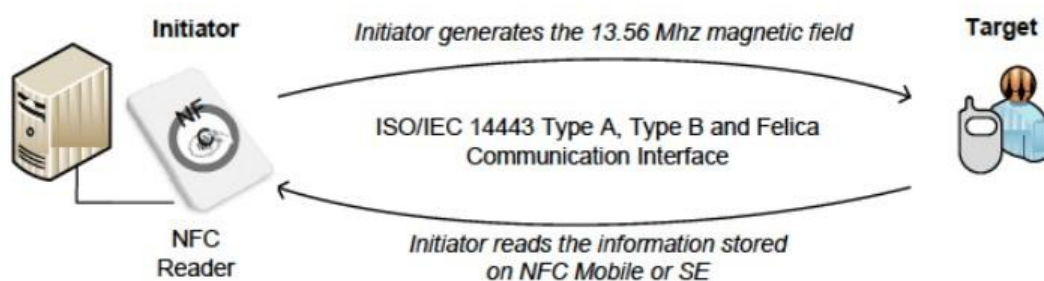 Initiator
Initiator generates the 13.56 Mhz magnetic field
Target
NF
ISO/IEC 14443 Type A, Type B and Felica
Communication Interface
NFC
Reader
Initiator reads the information stored
on NFC Mobile or SE